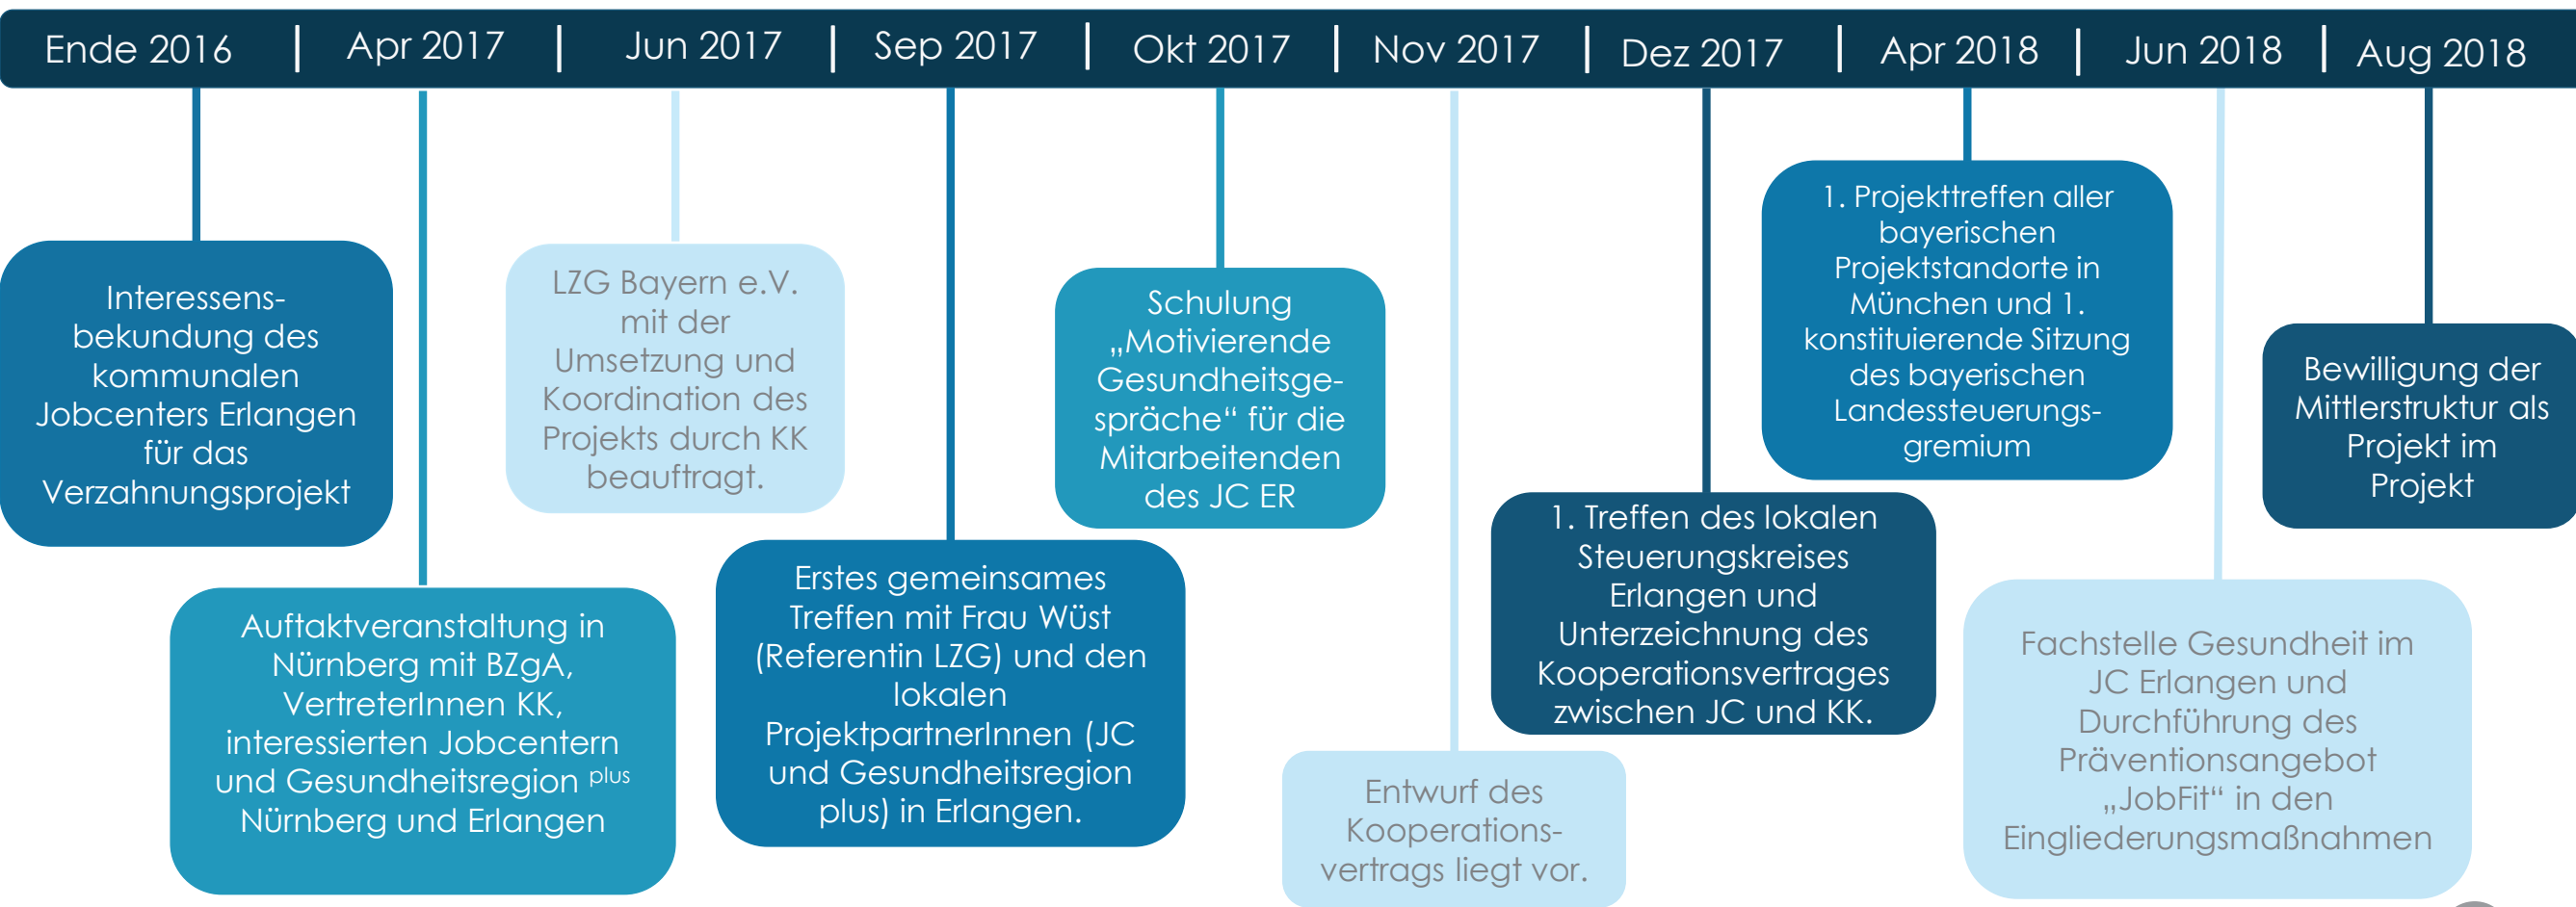 Ende 2016 | Apr 2017 | Jun 2017 | Sep 2017 | Okt 2017 | Nov 2017 | Dez 2017 | Apr 2018 | Jun 2018 | Aug 2018
Interessens-
bekundung des
kommunalen
Jobcenters Erlangen
für das
Verzahnungsprojekt
Auftaktveranstaltung in
Nürnberg mit BZgA,
VertreterInnen KK,
interessierten Jobcentern
und Gesundheitsregion plus
Nürnberg und Erlangen
LZG Bayern e.V.
mit der
Umsetzung und
Koordination des
Projekts durch KK
beauftragt.
Erstes gemeinsames
Treffen mit Frau Wüst
(Referentin LZG) und den
lokalen
ProjektpartnerInnen (JC
und Gesundheitsregion
plus) in Erlangen.
Schulung
„Motivierende
Gesundheitsge-
spräche“ für die
Mitarbeitenden
des JC ER
Entwurf des
Kooperations-
vertrags liegt vor.
1. Treffen des lokalen
Steuerungskreises
Erlangen und
Unterzeichnung des
Kooperationsvertrages
zwischen JC und KK.
1. Projekttreffen aller
bayerischen
Projektstandorte in
München und 1.
konstituierende Sitzung
des bayerischen
Landessteuerungs-
gremium
Fachstelle Gesundheit im
JC Erlangen und
Durchführung des
Präventionsangebot
„JobFit“ in den
Eingliederungsmaßnahmen
Bewilligung der
Mittlerstruktur als
Projekt im
Projekt